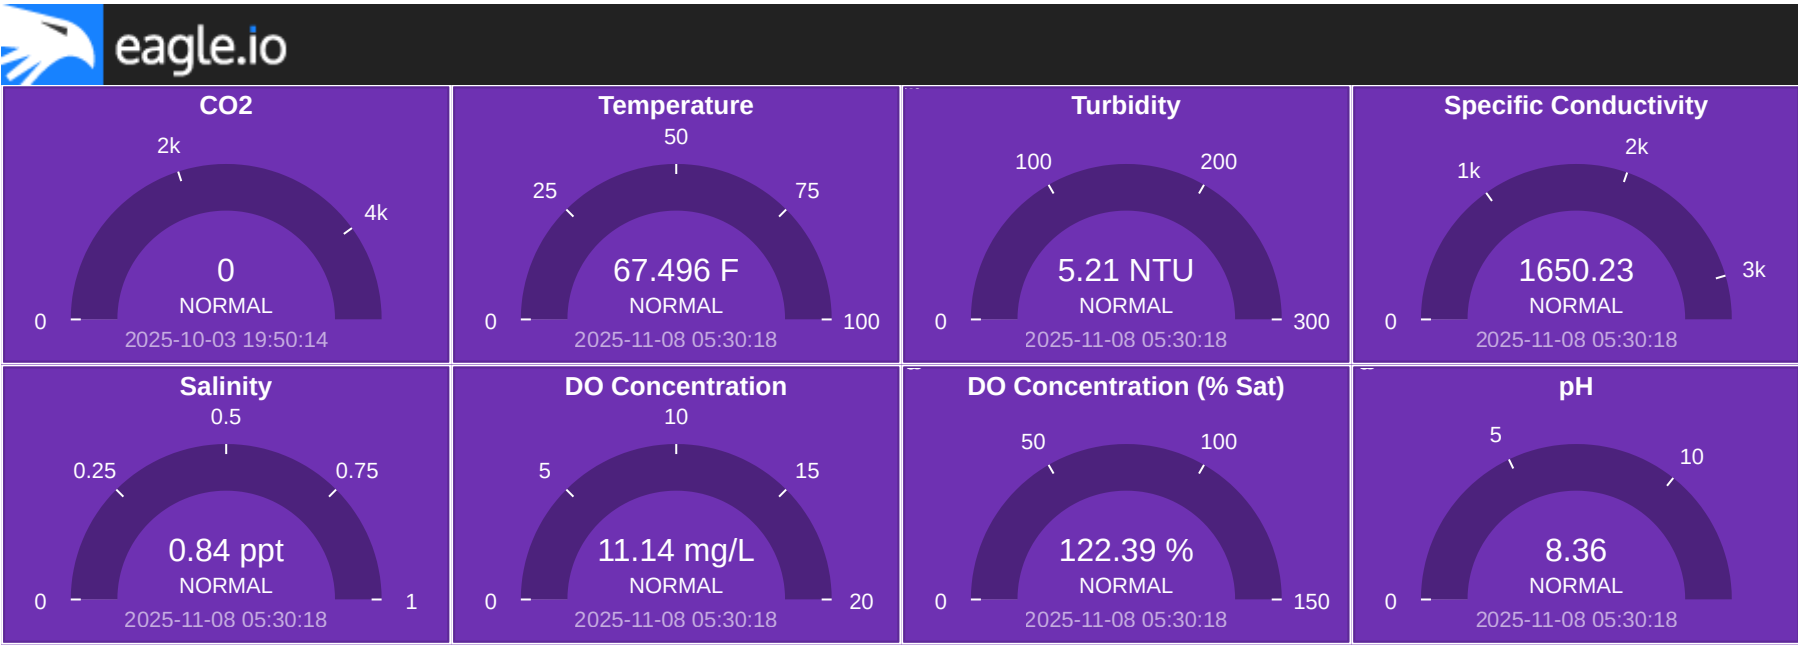 eagle.io
CO2
2k
4k
0
0
NORMAL
2025-10-03 19:50:14
Temperature
50
25
75
67.496 F
NORMAL
0
100
2025-11-08 05:30:18
Turbidity
100
200
5.21 NTU
NORMAL
0
300
2025-11-08 05:30:18
Specific Conductivity
2k
1k
3k
1650.23
NORMAL
0
2025-11-08 05:30:18
Salinity
0.5
0.25
0.75
0.84 ppt
NORMAL
0
1
2025-11-08 05:30:18
DO Concentration
10
5
15
11.14 mg/L
NORMAL
0
20
2025-11-08 05:30:18
DO Concentration (% Sat)
50
100
122.39 %
NORMAL
0
150
2025-11-08 05:30:18
pH
5
10
8.36
NORMAL
0
2025-11-08 05:30:18